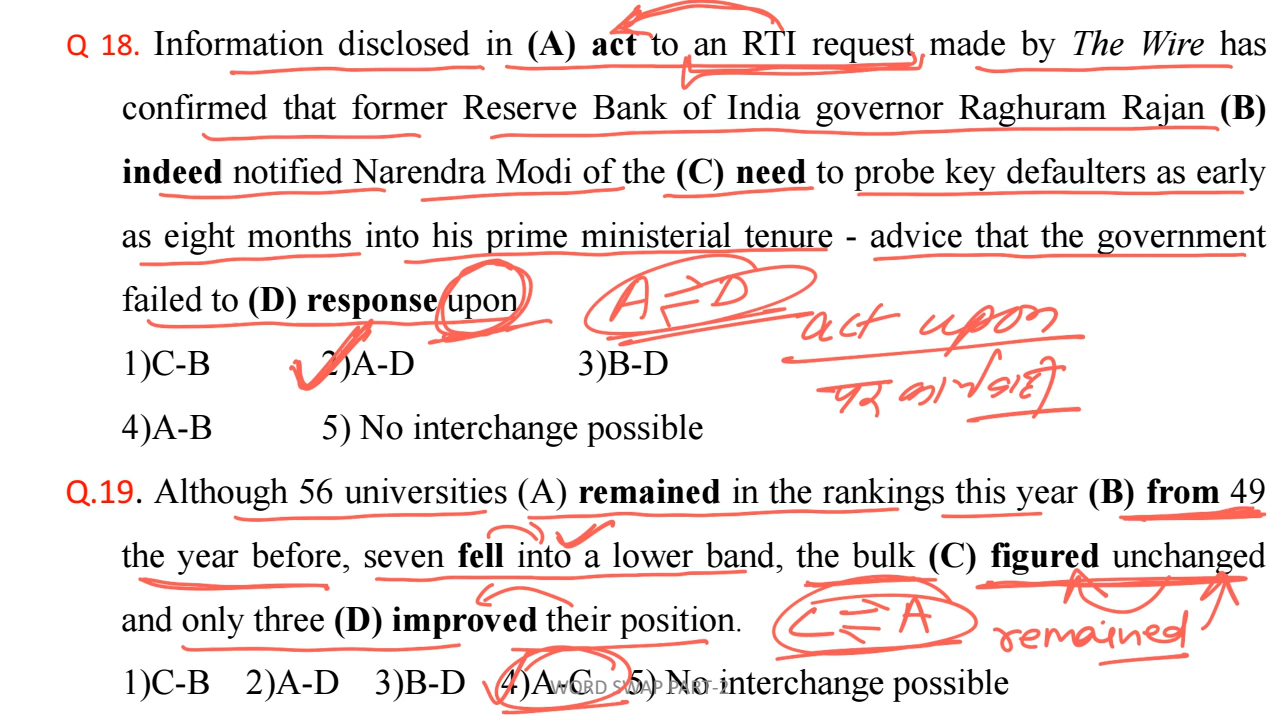 Q 18. Information disclosed in (A) act to an RTI request made by The Wire has
confirmed that former Reserve Bank of India governor Raghuram Rajan (B)
indeed notified Narendra Modi of the (C) need to probe key defaulters as early
as eight months into his prime ministerial tenure - advice that the government
failed to (D) response upon
A ⇌ D
act upon
पर कार्यवाही
1)C-B 2)A-D 3)B-D
4)A-B 5) No interchange possible
Q.19. Although 56 universities (A) remained in the rankings this year (B) from 49
the year before, seven fell into a lower band, the bulk (C) figured unchanged
and only three (D) improved their position.
C ⇌ A
remained
1)C-B 2)A-D 3)B-D 4)A-C 5) No interchange possible
WORD SWAP PART-2